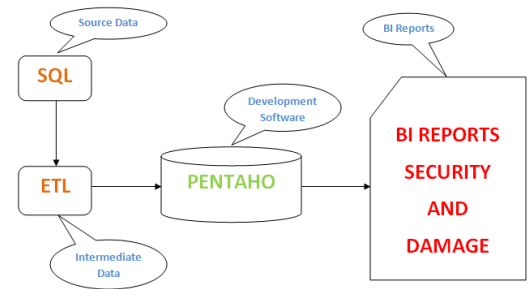 Source Data
SQL
ETL
Intermediate
Data
Development
Software
PENTAHO
BI Reports
BI REPORTS
SECURITY
AND
DAMAGE